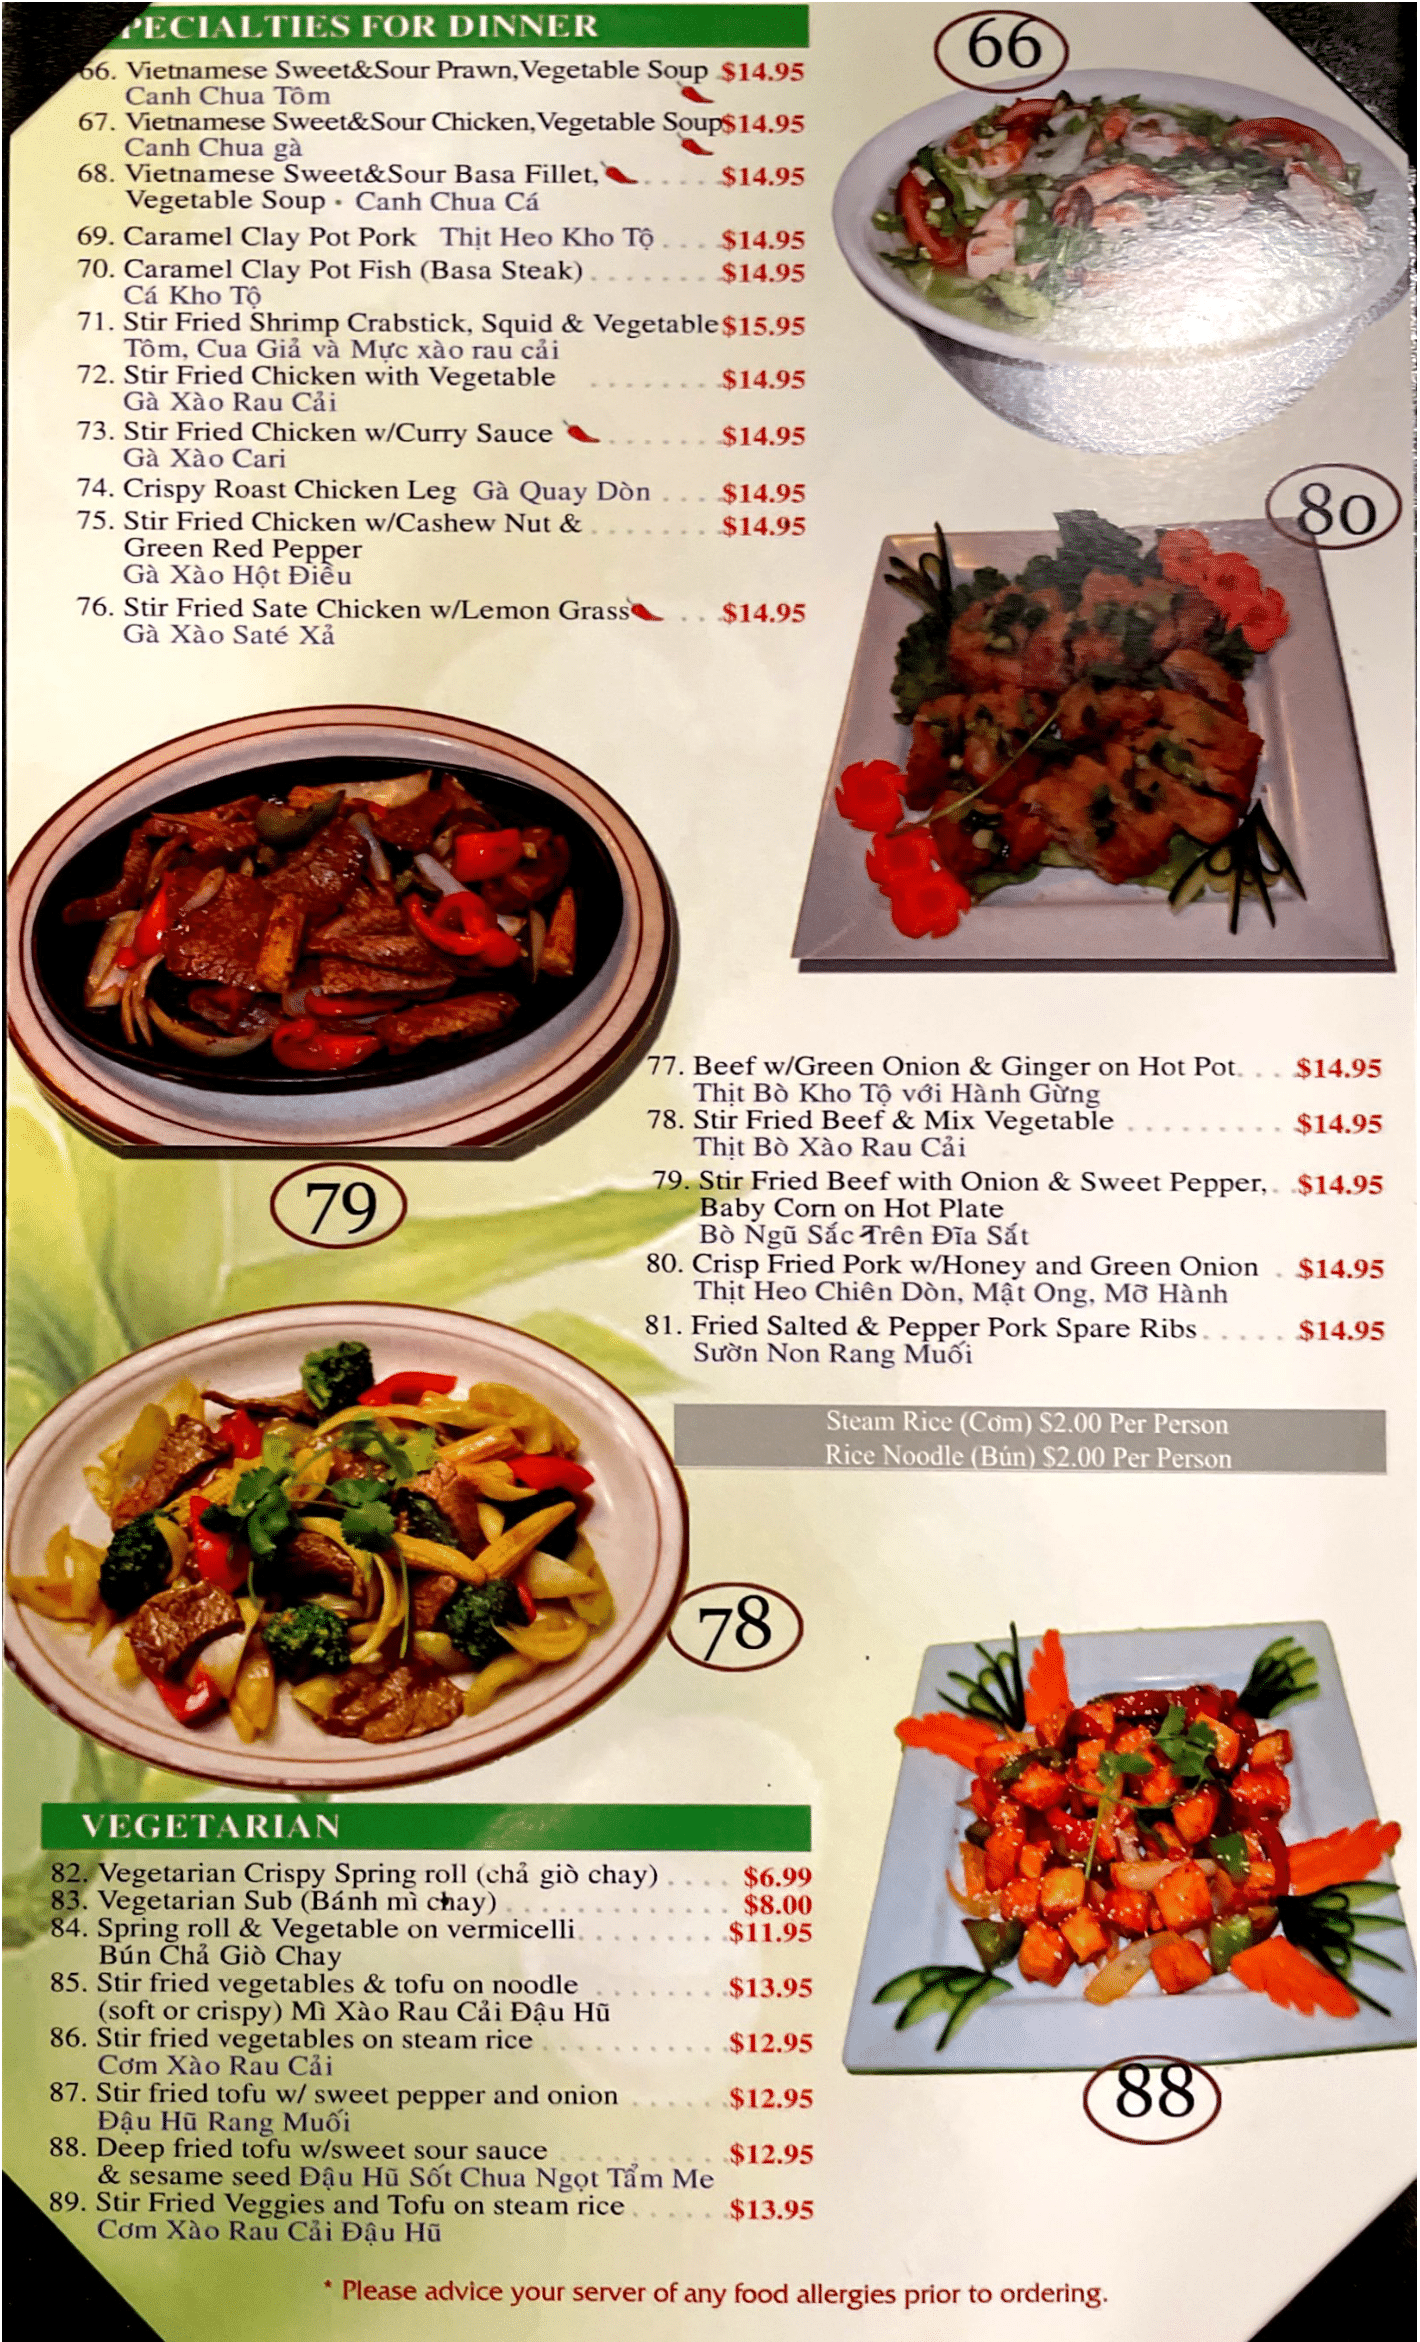 PECIALTIES FOR DINNER
66. Vietnamese Sweet&Sour Prawn,Vegetable Soup $14.95
Canh Chua Tôm
67. Vietnamese Sweet&Sour Chicken,Vegetable Soup$14.95
Canh Chua gà
68. Vietnamese Sweet&Sour Basa Fillet, ..... $14.95
Vegetable Soup • Canh Chua Cá
69. Caramel Clay Pot Pork Thịt Heo Kho Tộ .... $14.95
70. Caramel Clay Pot Fish (Basa Steak) ....... $14.95
Cá Kho Tộ
71. Stir Fried Shrimp Crabstick, Squid & Vegetable$15.95
Tôm, Cua Giả và Mực xào rau cải
72. Stir Fried Chicken with Vegetable ........ $14.95
Gà Xào Rau Cải
73. Stir Fried Chicken w/Curry Sauce ....... $14.95
Gà Xào Cari
74. Crispy Roast Chicken Leg Gà Quay Dòn .... $14.95
75. Stir Fried Chicken w/Cashew Nut & ........ $14.95
Green Red Pepper
Gà Xào Hột Điều
76. Stir Fried Sate Chicken w/Lemon Grass ... $14.95
Gà Xào Saté Xả
66
80
79
77. Beef w/Green Onion & Ginger on Hot Pot.... $14.95
Thịt Bò Kho Tộ với Hành Gừng
78. Stir Fried Beef & Mix Vegetable .......... $14.95
Thịt Bò Xào Rau Cải
79. Stir Fried Beef with Onion & Sweet Pepper,.. $14.95
Baby Corn on Hot Plate
Bò Ngũ Sắc Trên Đĩa Sắt
80. Crisp Fried Pork w/Honey and Green Onion . $14.95
Thịt Heo Chiên Dòn, Mật Ong, Mỡ Hành
81. Fried Salted & Pepper Pork Spare Ribs ..... $14.95
Sườn Non Rang Muối
Steam Rice (Cơm) $2.00 Per Person
Rice Noodle (Bún) $2.00 Per Person
78
VEGETARIAN
82. Vegetarian Crispy Spring roll (chả giò chay) .... $6.99
83. Vegetarian Sub (Bánh mì chay) .............. $8.00
84. Spring roll & Vegetable on vermicelli......... $11.95
Bún Chả Giò Chay
85. Stir fried vegetables & tofu on noodle ........ $13.95
(soft or crispy) Mì Xào Rau Cải Đậu Hũ
86. Stir fried vegetables on steam rice ........... $12.95
Cơm Xào Rau Cải
87. Stir fried tofu w/ sweet pepper and onion ...... $12.95
Đậu Hũ Rang Muối
88. Deep fried tofu w/sweet sour sauce .......... $12.95
& sesame seed Đậu Hũ Sốt Chua Ngọt Tẩm Me
89. Stir Fried Veggies and Tofu on steam rice ...... $13.95
Cơm Xào Rau Cải Đậu Hũ
88
* Please advice your server of any food allergies prior to ordering.